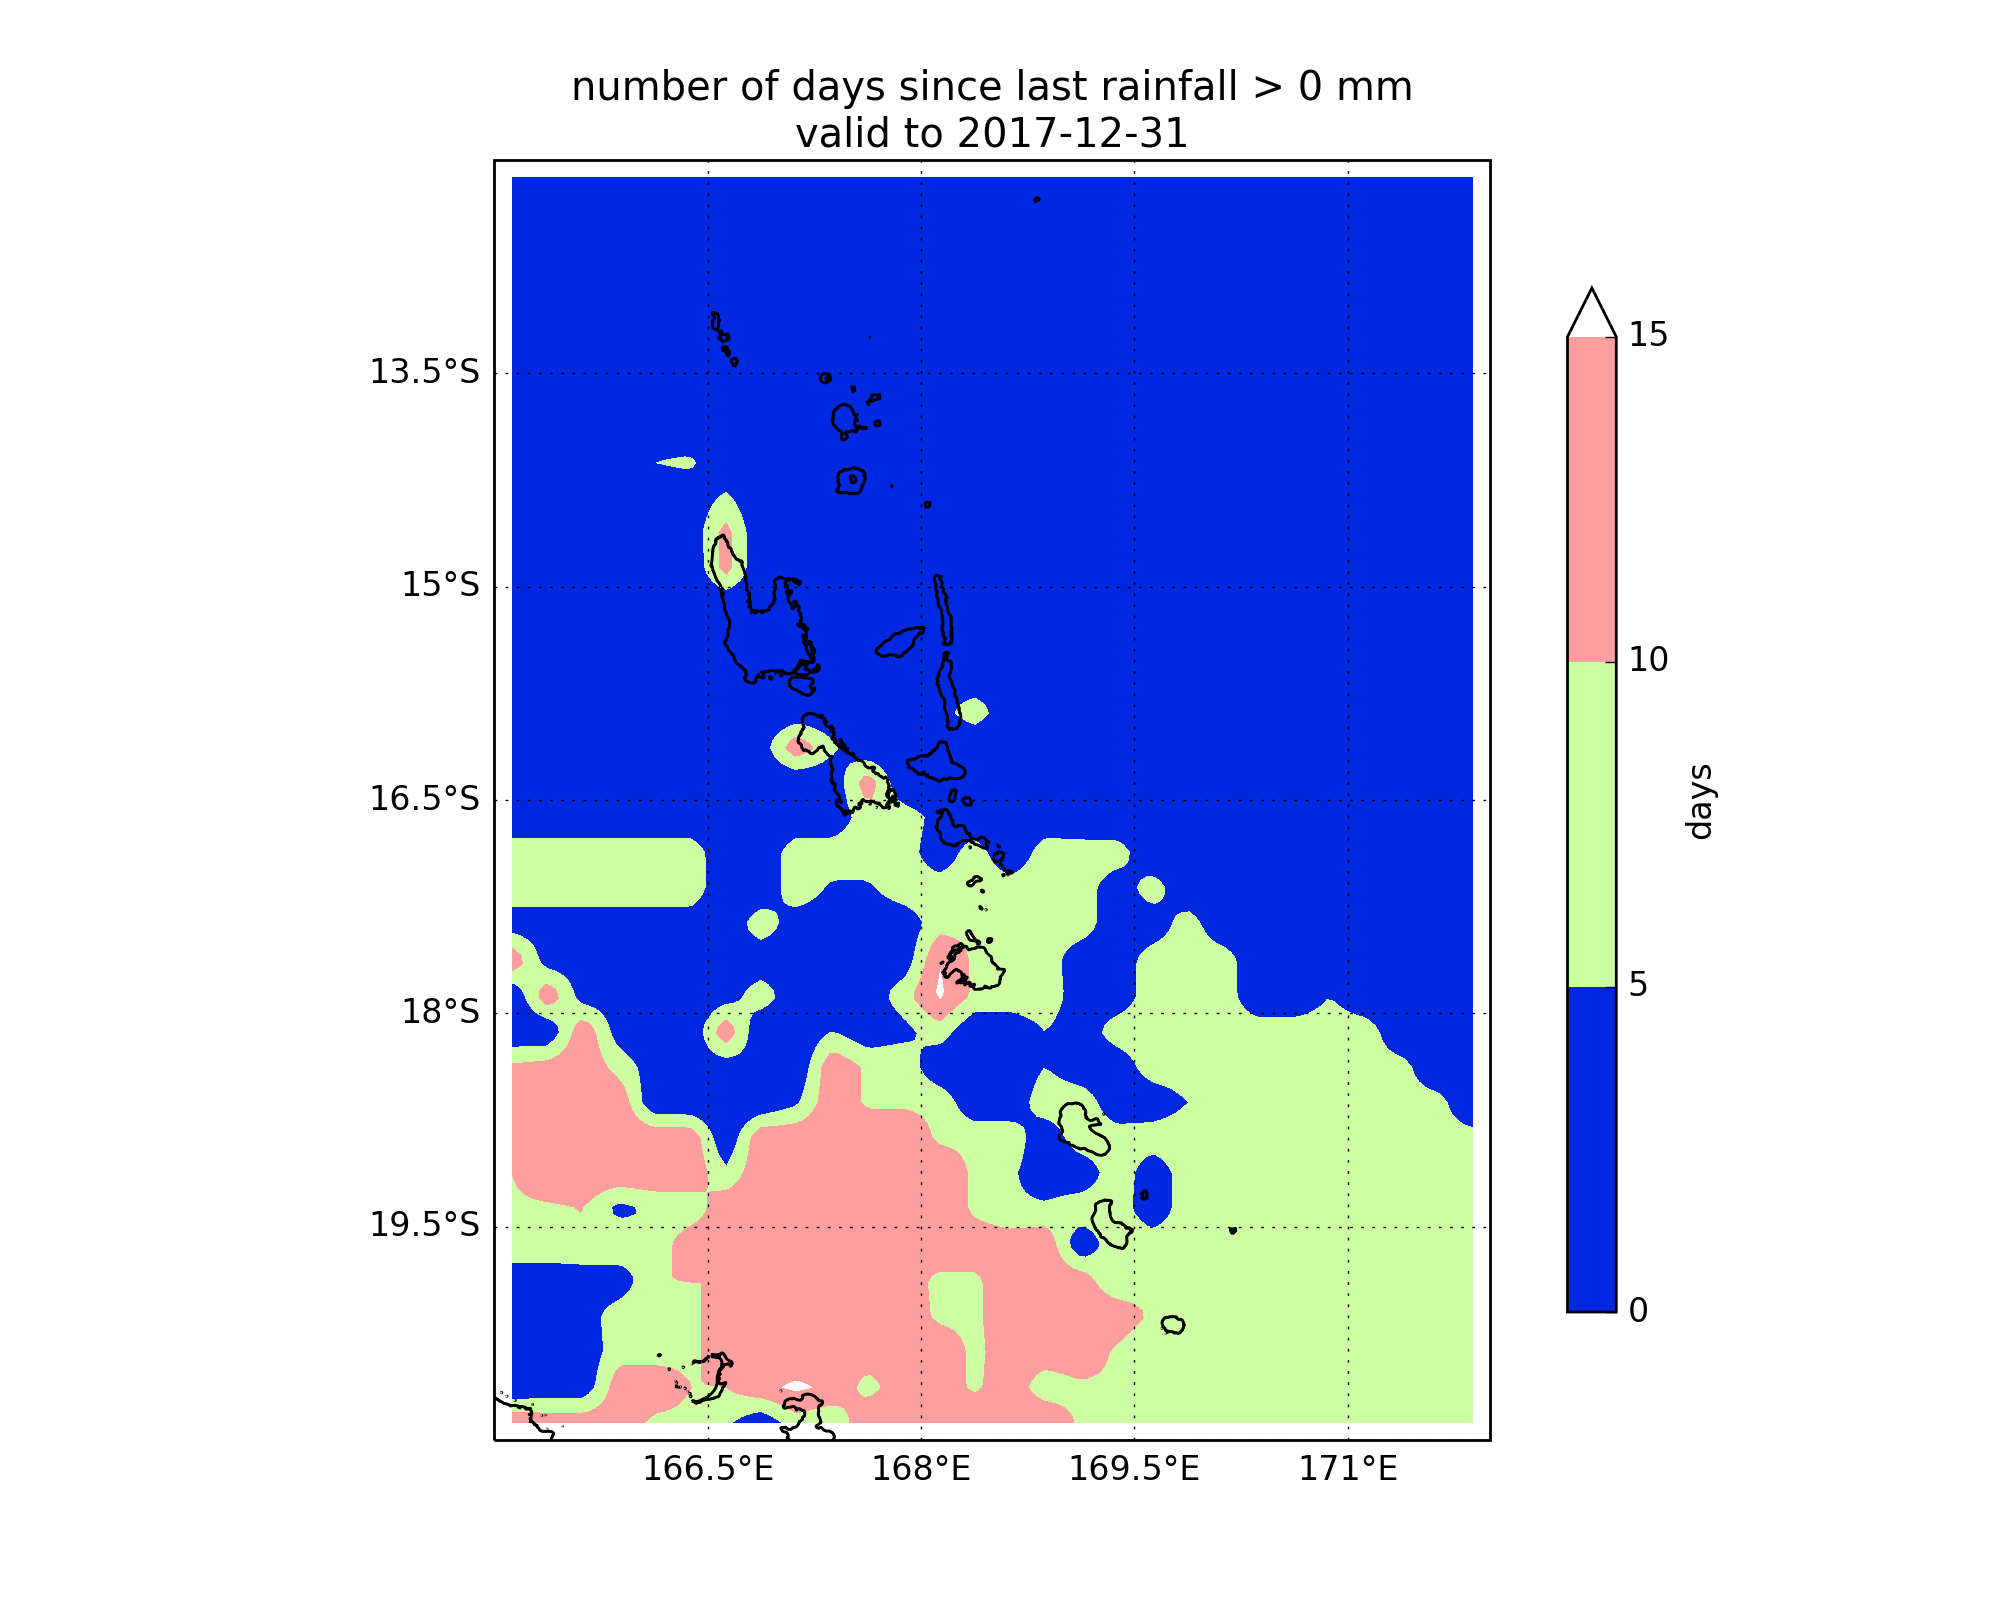 number of days since last rainfall > 0 mm
valid to 2017-12-31
13.5°S
15°S
16.5°S
18°S
19.5°S
166.5°E
168°E
169.5°E
171°E
15
10
5
0
days